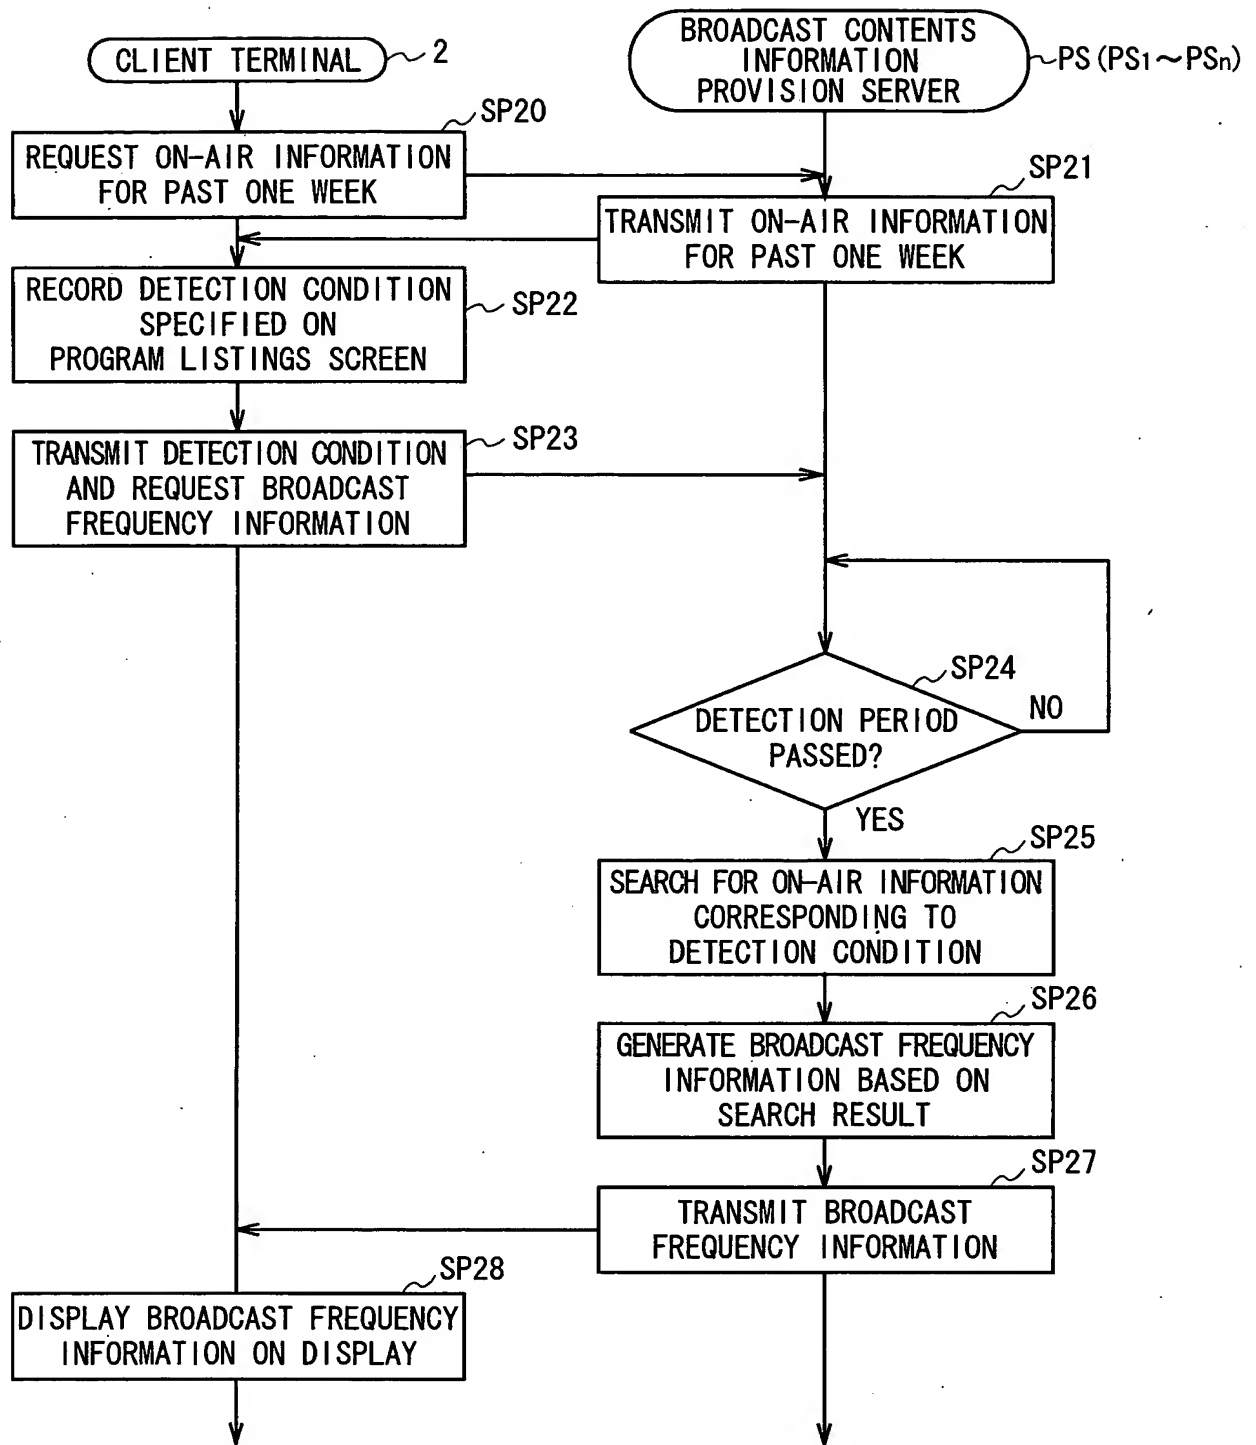 CLIENT TERMINAL
2
BROADCAST CONTENTS
INFORMATION
PROVISION SERVER
PS (PS1~PSn)
SP20
REQUEST ON-AIR INFORMATION
FOR PAST ONE WEEK
SP21
TRANSMIT ON-AIR INFORMATION
FOR PAST ONE WEEK
RECORD DETECTION CONDITION
SPECIFIED ON
PROGRAM LISTINGS SCREEN
SP22
TRANSMIT DETECTION CONDITION
AND REQUEST BROADCAST
FREQUENCY INFORMATION
SP23
SP24
DETECTION PERIOD
PASSED?
NO
YES
SP25
SEARCH FOR ON-AIR INFORMATION
CORRESPONDING TO
DETECTION CONDITION
SP26
GENERATE BROADCAST FREQUENCY
INFORMATION BASED ON
SEARCH RESULT
SP27
TRANSMIT BROADCAST
FREQUENCY INFORMATION
SP28
DISPLAY BROADCAST FREQUENCY
INFORMATION ON DISPLAY